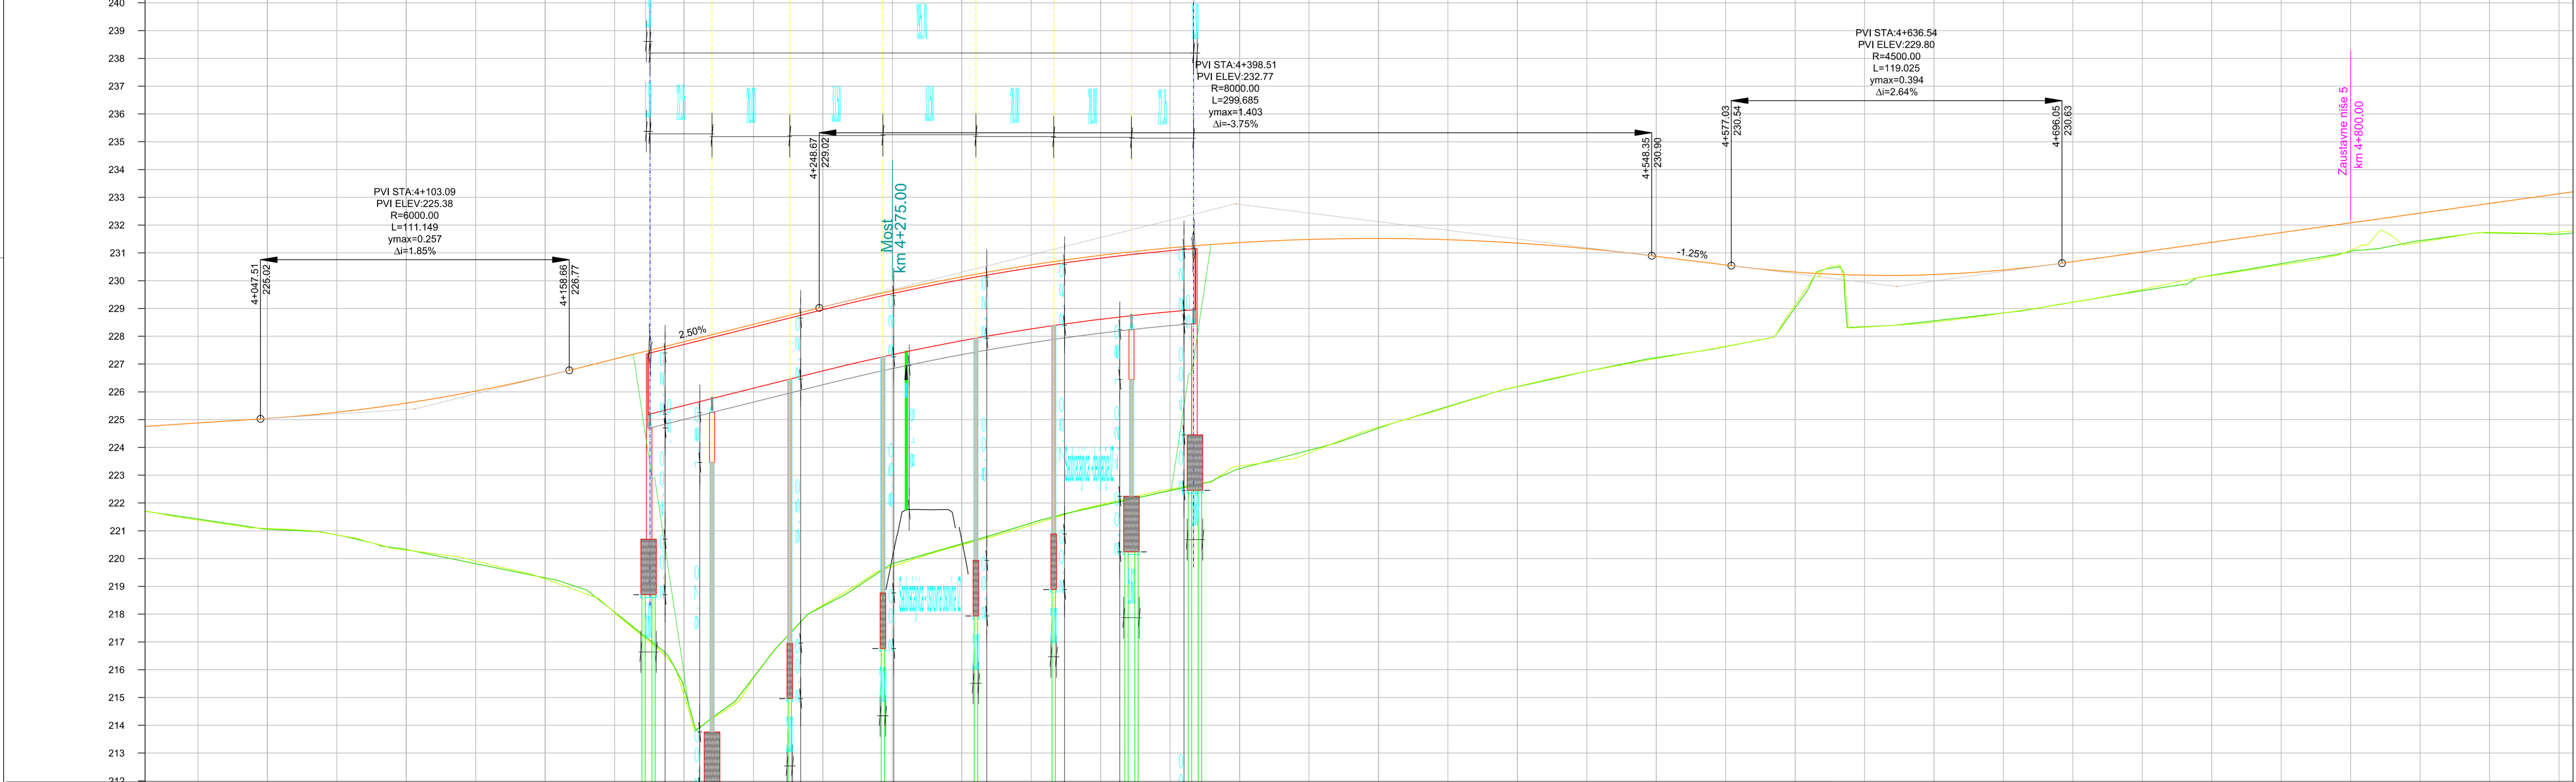 240
239
238
237
236
235
234
233
232
231
230
229
228
227
226
225
224
223
222
221
220
219
218
217
216
215
214
213
212
PVI STA:4+103.09
PVI ELEV:225.38
R=6000.00
L=111.149
ymax=0.257
Δi=1.85%
4+047.51
225.02
4+158.66
226.77
2.50%
4+248.67
229.02
Most
km 4+275.00
PVI STA:4+398.51
PVI ELEV:232.77
R=8000.00
L=299.685
ymax=1.403
Δi=-3.75%
4+548.35
230.90
-1.25%
4+577.03
230.54
PVI STA:4+636.54
PVI ELEV:229.80
R=4500.00
L=119.025
ymax=0.394
Δi=2.64%
4+696.05
230.63
Zaustavne niše 5
km 4+800.00